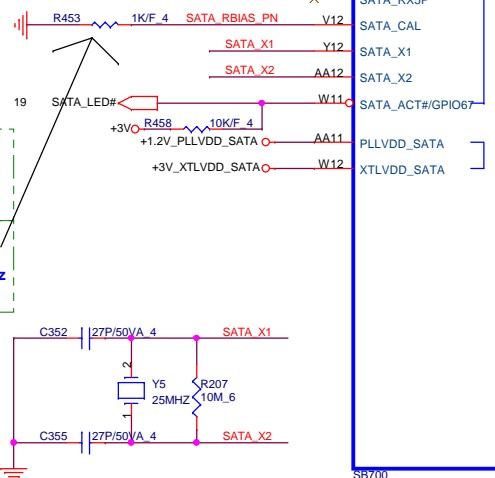 SATA_RX5P
R453 1K/F_4 SATA_RBIAS_PN V12 SATA_CAL
SATA_X1 Y12 SATA_X1
SATA_X2 AA12 SATA_X2
19 SATA_LED# W11 SATA_ACT#/GPIO67
+3V R458 10K/F_4
+1.2V_PLLVDD_SATA AA11 PLLVDD_SATA
+3V_XTLVDD_SATA W12 XTLVDD_SATA
z
C352 27P/50VA_4 SATA_X1
2
Y5 R207
25MHZ 10M_6
1
C355 27P/50VA_4 SATA_X2
SB700